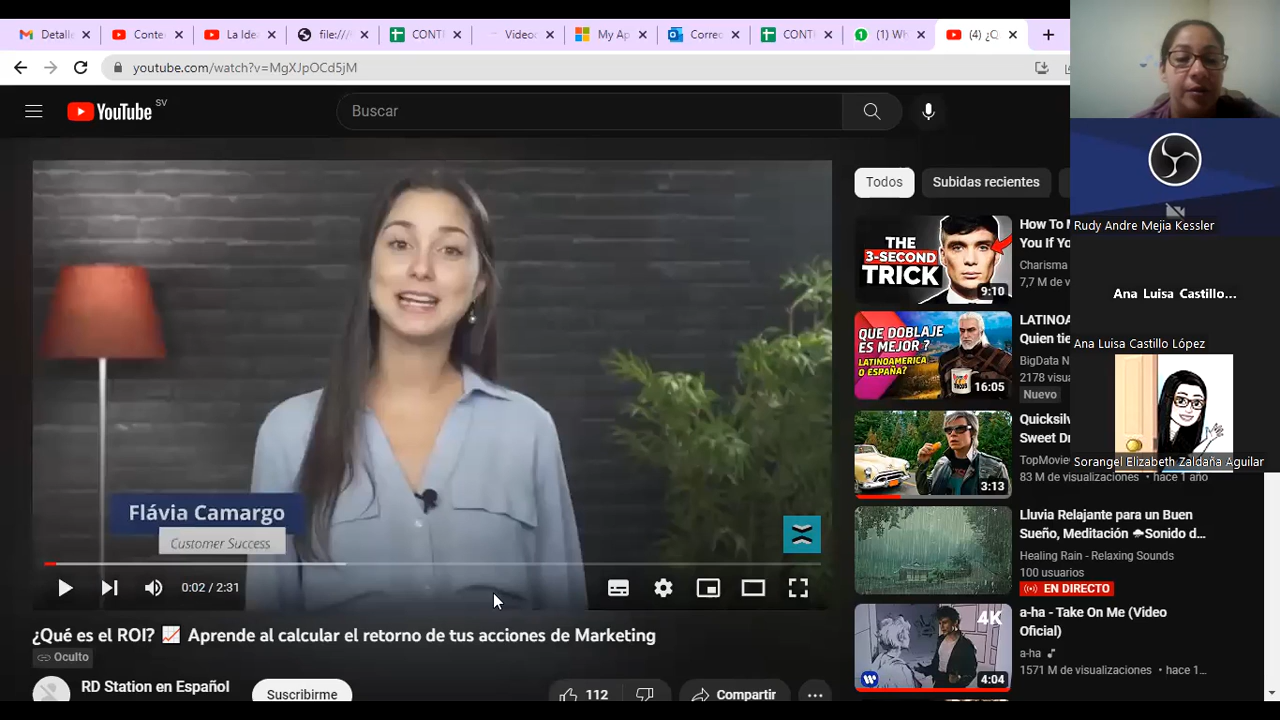 Detalle
Conte
La Ide
file:///
CONT
Videoc
My Ap
Correc
CONT
(1) Wh
(4) ¿Q
youtube.com/watch?v=MgXJpOCd5jM
YouTube SV
Buscar
Todos
Subidas recientes
Flávia Camargo
Customer Success
0:02 / 2:31
¿Qué es el ROI? 📈 Aprende al calcular el retorno de tus acciones de Marketing
Oculto
RD Station en Español
Suscribirme
112
Compartir
THE
3-SECOND
TRICK
9:10
How To M
You If Yo
Charisma
7,7 M de v
QUE DOBLAJE
ES MEJOR ?
LATINOAMERICA
O ESPAÑA?
16:05
LATINOA
Quien tie
BigData N
2178 visua
Nuevo
3:13
Quicksilv
Sweet Dr
TopMovie
83 M de visualizaciones • hace 1 año
Lluvia Relajante para un Buen
Sueño, Meditación 🌧Sonido d...
Healing Rain - Relaxing Sounds
100 usuarios
EN DIRECTO
4K
4:04
a-ha - Take On Me (Video
Oficial)
a-ha
1571 M de visualizaciones • hace 1...
Rudy Andre Mejia Kessler
Ana Luisa Castillo...
Ana Luisa Castillo López
Sorangel Elizabeth Zaldaña Aguilar